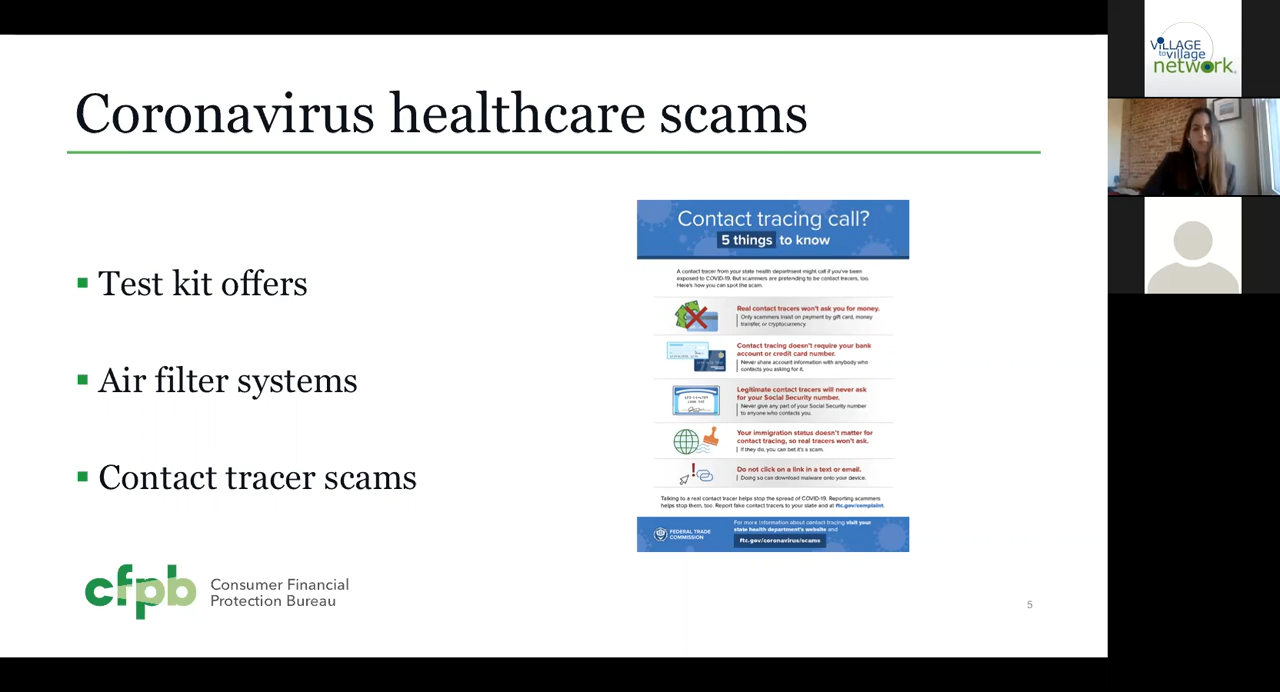 Coronavirus healthcare scams
Test kit offers
Air filter systems
Contact tracer scams
cfpb
Consumer Financial
Protection Bureau
Contact tracing call?
5 things to know
A contact tracer from your state health department might call if you've been
exposed to COVID-19. But scammers are pretending to be contact tracers, too.
Here's how you can spot the scam.
Real contact tracers won't ask you for money.
Only scammers insist on payment by gift card, money
transfer, or cryptocurrency.
Contact tracing doesn't require your bank
account or credit card number.
Never share account information with anybody who
contacts you asking for it.
Legitimate contact tracers will never ask
for your Social Security number.
Never give any part of your Social Security number
to anyone who contacts you.
Your immigration status doesn't matter for
contact tracing, so real tracers won't ask.
If they do, you can bet it's a scam.
Do not click on a link in a text or email.
Doing so can download malware onto your device.
Talking to a real contact tracer helps stop the spread of COVID-19. Reporting scammers
helps stop them, too. Report fake contact tracers to your state and at ftc.gov/complaint.
FEDERAL TRADE
COMMISSION
For more information about contact tracing visit your
state health department's website and
ftc.gov/coronavirus/scams
5
VILLAGE
to village
network